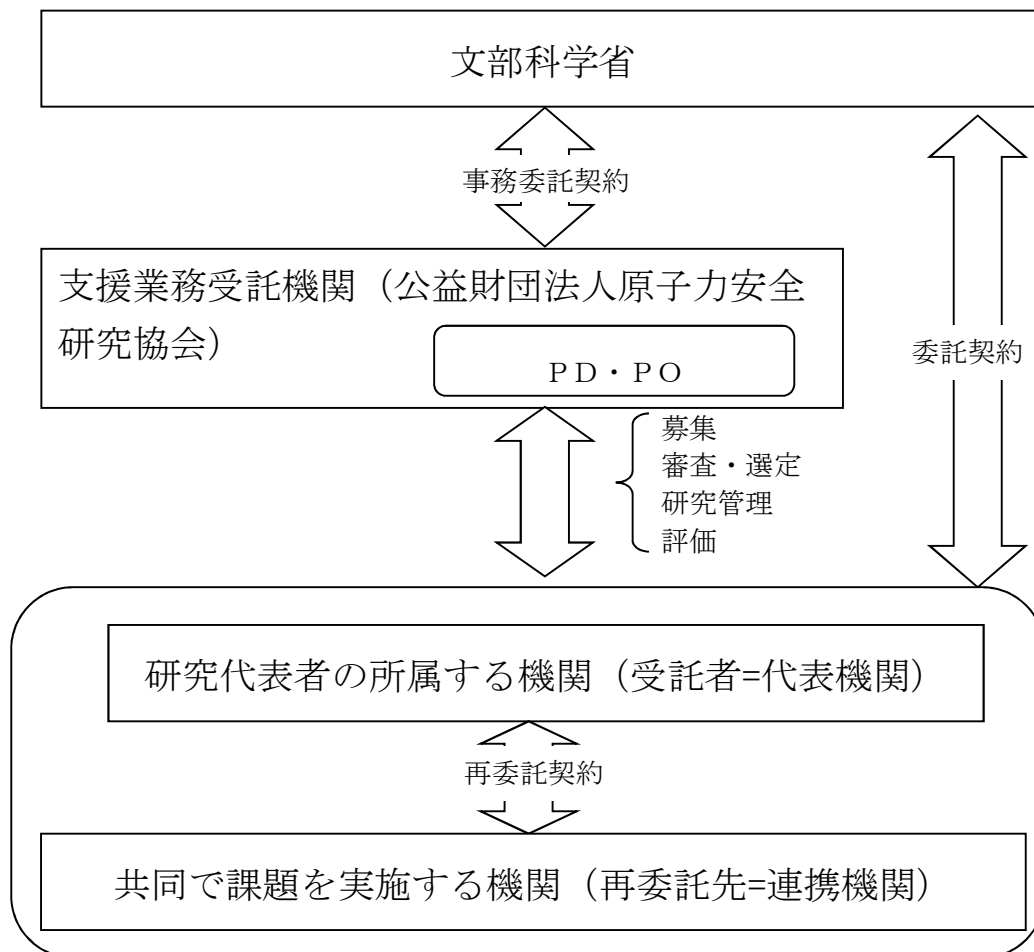 文部科学省
事務委託契約
支援業務受託機関（公益財団法人原子力安全
研究協会）
ＰＤ・ＰＯ
委託契約
募集
審査・選定
研究管理
評価
研究代表者の所属する機関（受託者=代表機関）
再委託契約
共同で課題を実施する機関（再委託先=連携機関）